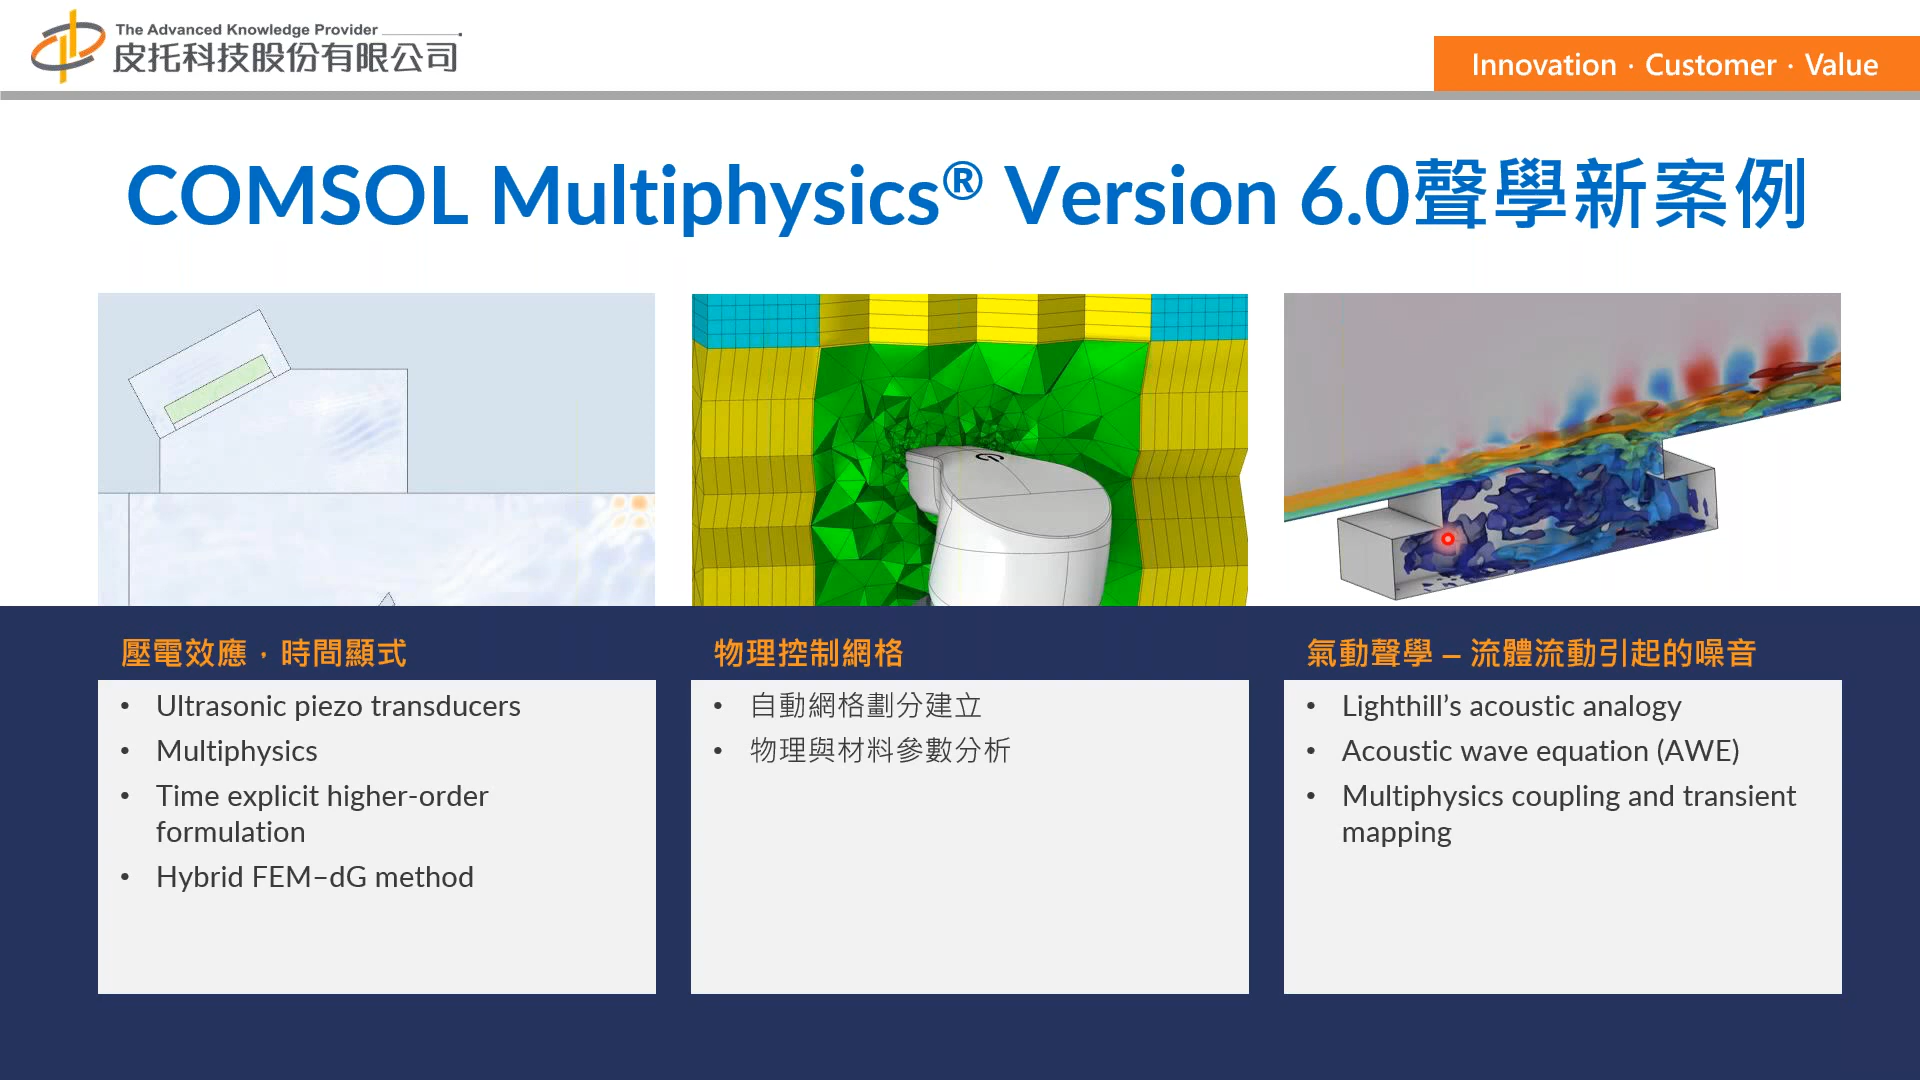 The Advanced Knowledge Provider
皮托科技股份有限公司
Innovation · Customer · Value
COMSOL Multiphysics® Version 6.0聲學新案例
壓電效應，時間顯式
• Ultrasonic piezo transducers
• Multiphysics
• Time explicit higher-order
formulation
• Hybrid FEM–dG method
物理控制網格
• 自動網格劃分建立
• 物理與材料參數分析
氣動聲學 – 流體流動引起的噪音
• Lighthill’s acoustic analogy
• Acoustic wave equation (AWE)
• Multiphysics coupling and transient
mapping